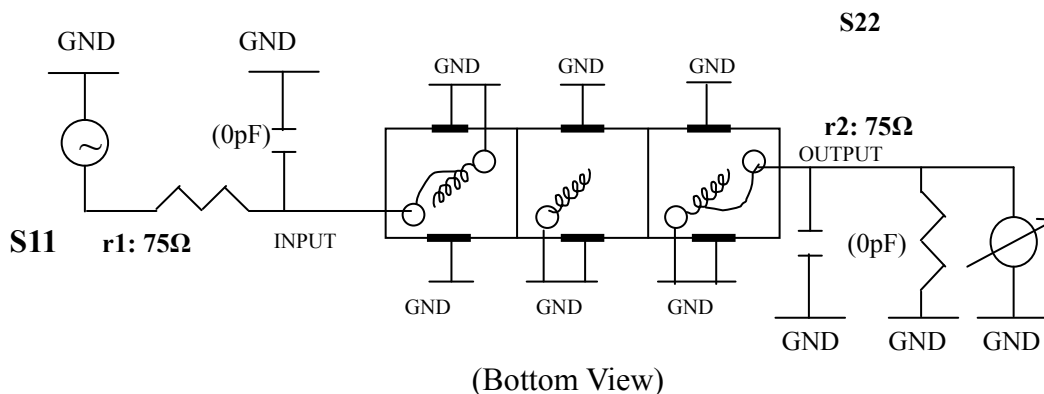 S22
GND
GND
GND
GND
GND
(0pF)
r2: 75Ω
OUTPUT
S11
r1: 75Ω
INPUT
(0pF)
GND
GND
GND
GND
GND
GND
(Bottom View)